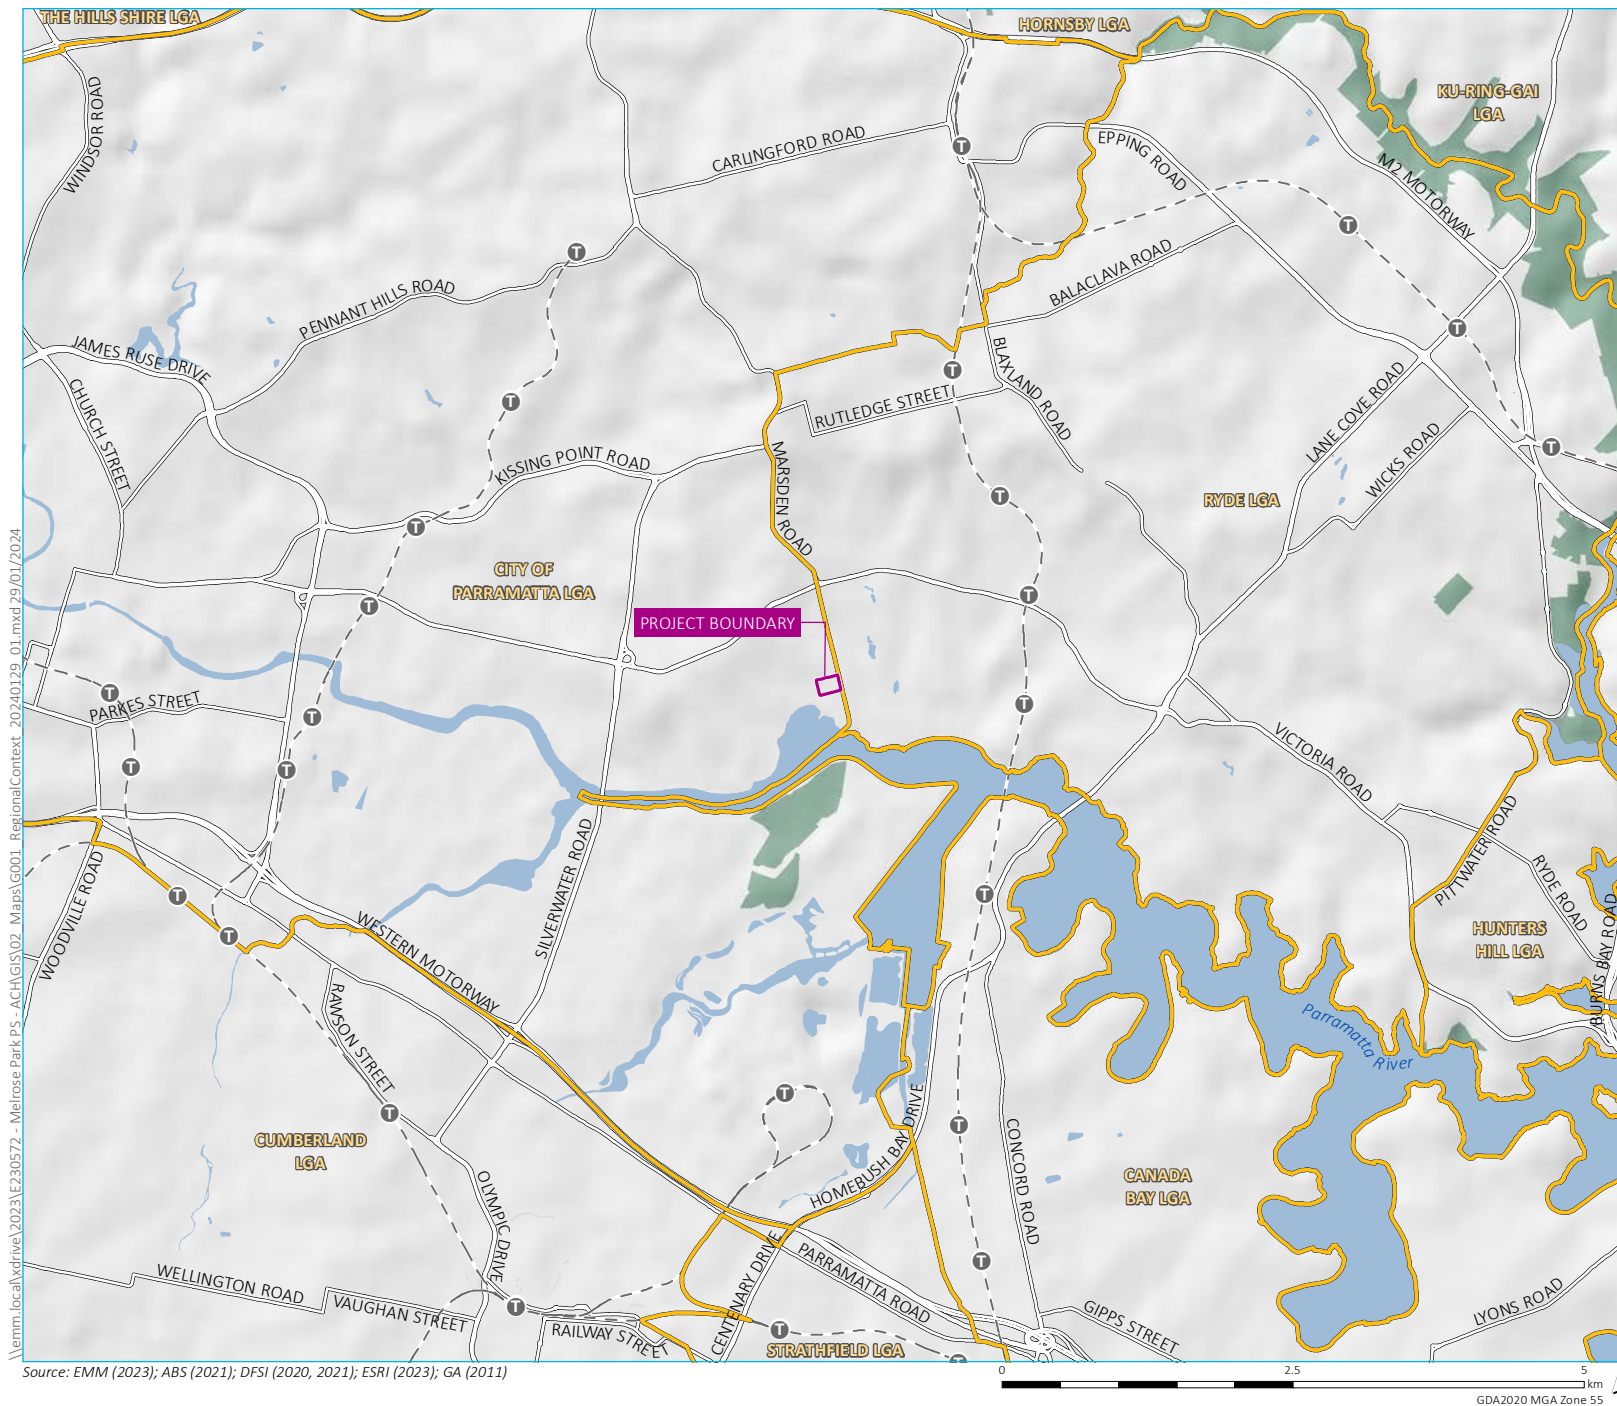 THE HILLS SHIRE LGA
HORNSBY LGA
KU-RING-GAI
LGA
WINDSOR ROAD
CARLINGFORD ROAD
T
EPPING ROAD
M2 MOTORWAY
T
T
BALACLAVA ROAD
PENNANT HILLS ROAD
T
JAMES RUSE DRIVE
CHURCH STREET
T
T
BLAXLAND ROAD
RUTLEDGE STREET
LANE COVE ROAD
WICKS ROAD
T
KISSING POINT ROAD
MARSDEN ROAD
T
RYDE LGA
T
CITY OF
PARRAMATTA LGA
T
T
PROJECT BOUNDARY
T
PARKES STREET
T
T
T
T
VICTORIA ROAD
PITTWATER ROAD
RYDE ROAD
WOODVILLE ROAD
SILVERWATER ROAD
T
T
T
WESTERN MOTORWAY
HUNTERS
HILL LGA
BURNS BAY ROAD
RAWSON STREET
Parramatta River
T
T
T
CUMBERLAND
LGA
HOMEBUSH BAY DRIVE
CONCORD ROAD
CANADA
BAY LGA
OLYMPIC DRIVE
T
WELLINGTON ROAD
VAUGHAN STREET
T
RAILWAY STREET
CENTENARY DRIVE
PARRAMATTA ROAD
T
T
GIPPS STREET
LYONS ROAD
STRATHFIELD LGA
\\emm.local\xdrive\2023\E230572 - Melrose Park PS - ACH\GIS\02_Maps\G001_RegionalContext_20240129_01.mxd 29/01/2024
Source: EMM (2023); ABS (2021); DFSI (2020, 2021); ESRI (2023); GA (2011)
0 2.5 5
km
GDA2020 MGA Zone 55